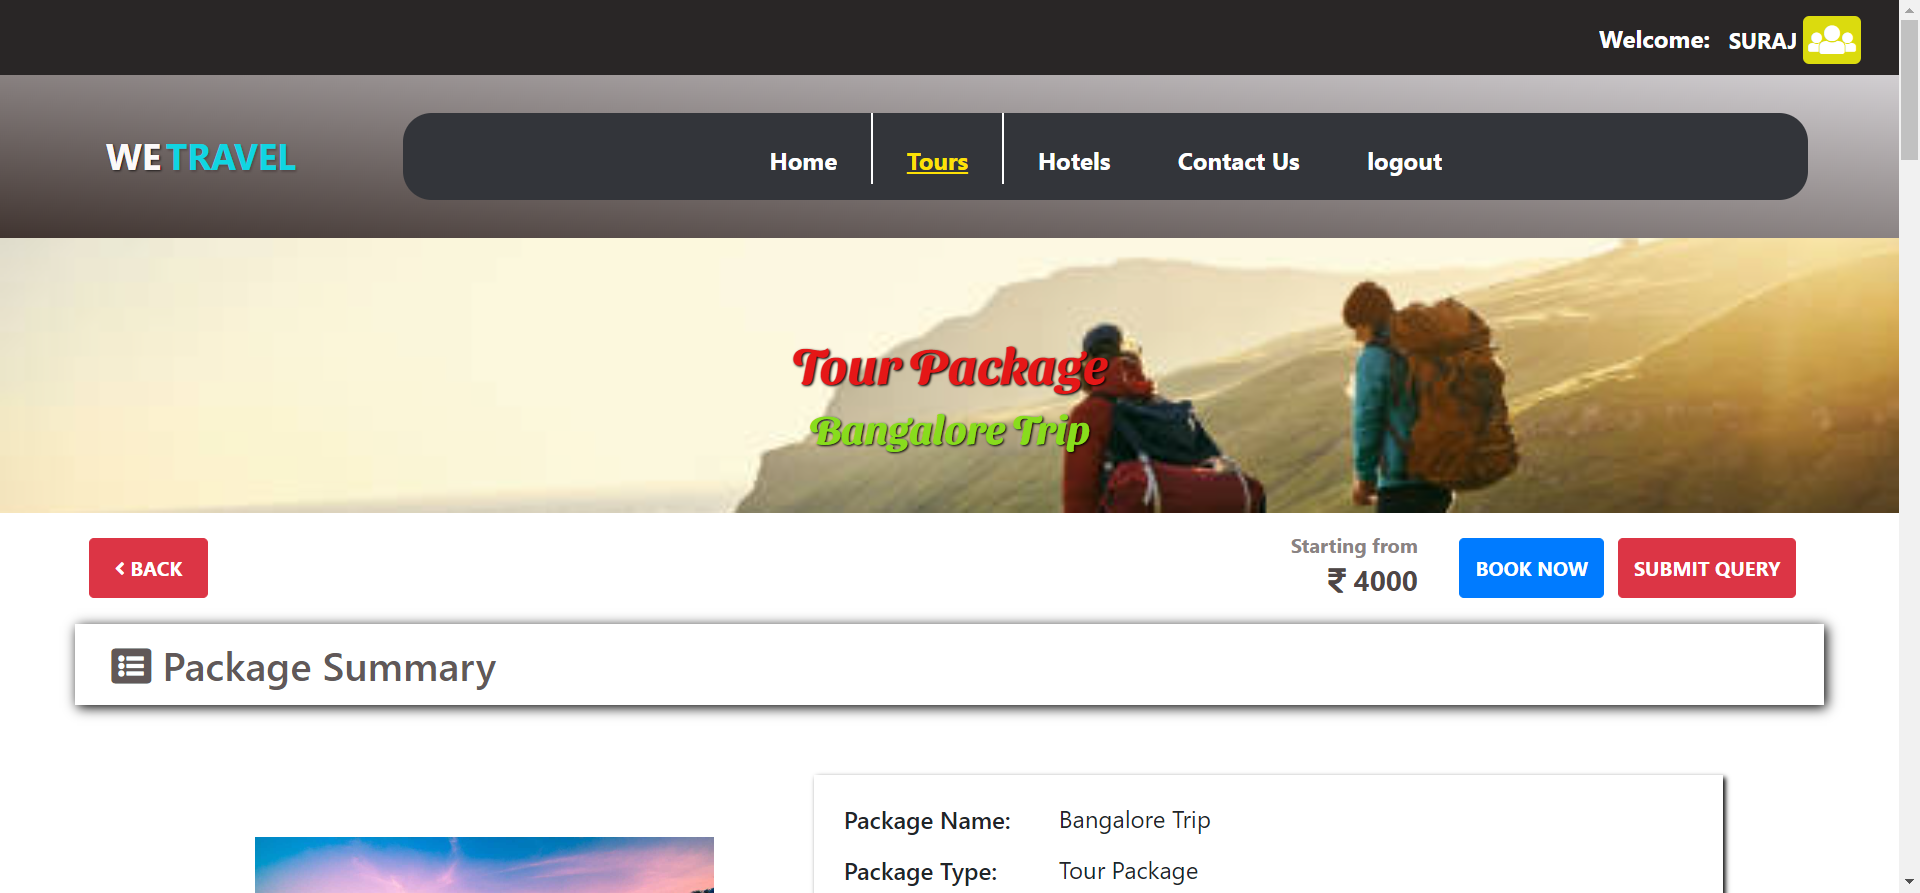 Welcome: SURAJ
WE TRAVEL
Home Tours Hotels Contact Us logout
Tour Package
Bangalore Trip
BACK
Starting from
₹ 4000
BOOK NOW
SUBMIT QUERY
Package Summary
Package Name: Bangalore Trip
Package Type: Tour Package